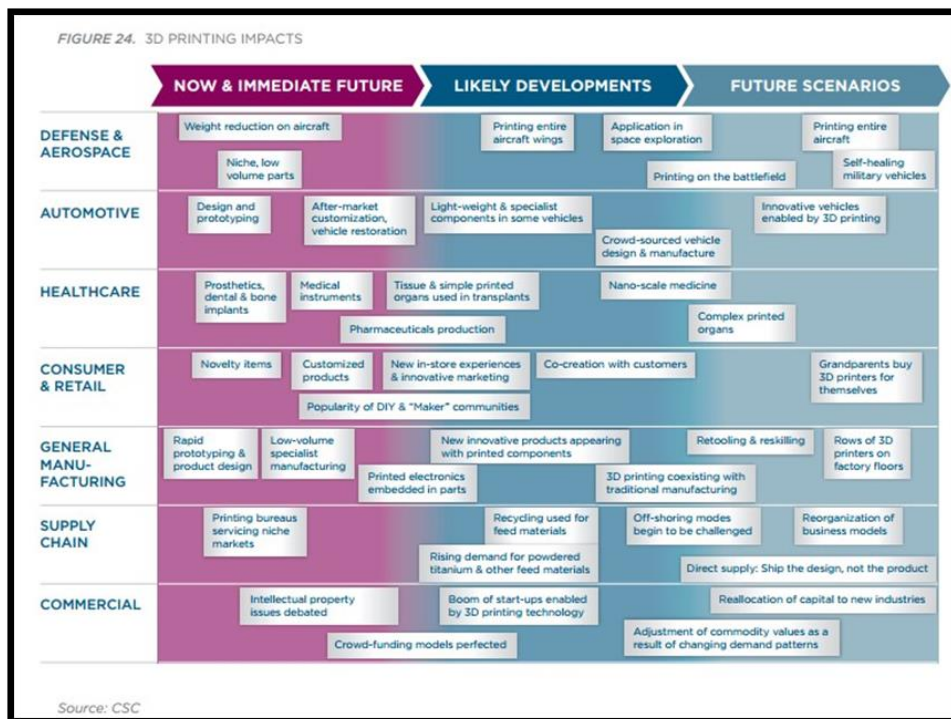 FIGURE 24. 3D PRINTING IMPACTS
NOW & IMMEDIATE FUTURE
LIKELY DEVELOPMENTS
FUTURE SCENARIOS
DEFENSE &
AEROSPACE
Weight reduction on aircraft
Niche, low
volume parts
Printing entire
aircraft wings
Application in
space exploration
Printing on the battlefield
Printing entire
aircraft
Self-healing
military vehicles
AUTOMOTIVE
Design and
prototyping
After-market
customization,
vehicle restoration
Light-weight & specialist
components in some vehicles
Crowd-sourced vehicle
design & manufacture
Innovative vehicles
enabled by 3D printing
HEALTHCARE
Prosthetics,
dental & bone
implants
Medical
instruments
Pharmaceuticals production
Tissue & simple printed
organs used in transplants
Nano-scale medicine
Complex printed
organs
CONSUMER
& RETAIL
Novelty items
Customized
products
Popularity of DIY & "Maker" communities
New in-store experiences
& innovative marketing
Co-creation with customers
Grandparents buy
3D printers for
themselves
GENERAL
MANU-
FACTURING
Rapid
prototyping &
product design
Low-volume
specialist
manufacturing
Printed electronics
embedded in parts
New innovative products appearing
with printed components
3D printing coexisting with
traditional manufacturing
Retooling & reskilling
Rows of 3D
printers on
factory floors
SUPPLY
CHAIN
Printing bureaus
servicing niche
markets
Recycling used for
feed materials
Rising demand for powdered
titanium & other feed materials
Off-shoring modes
begin to be challenged
Reorganization of
business models
Direct supply: Ship the design, not the product
COMMERCIAL
Intellectual property
issues debated
Crowd-funding models perfected
Boom of start-ups enabled
by 3D printing technology
Adjustment of commodity values as a
result of changing demand patterns
Reallocation of capital to new industries
Source: CSC